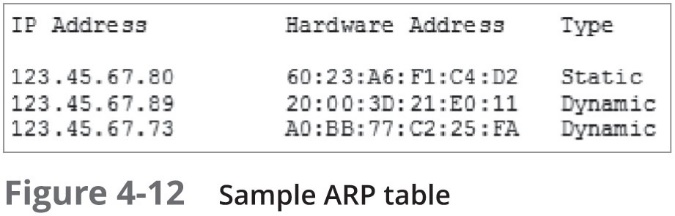 IP Address Hardware Address Type
123.45.67.80 60:23:A6:F1:C4:D2 Static
123.45.67.89 20:00:3D:21:E0:11 Dynamic
123.45.67.73 A0:BB:77:C2:25:FA Dynamic
Figure 4-12 Sample ARP table